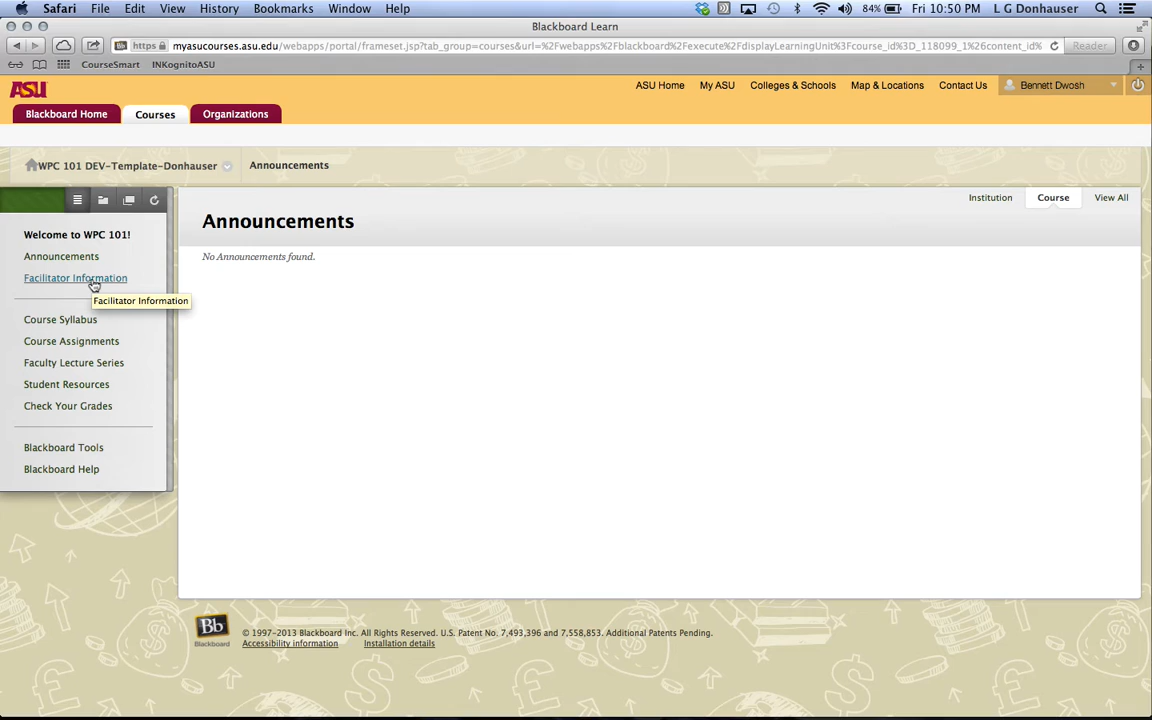 Safari File Edit View History Bookmarks Window Help 84% Fri 10:50 PM L G Donhauser
Blackboard Learn
https myasucourses.asu.edu/webapps/portal/frameset.jsp?tab_group=courses&url=%2Fwebapps%2Fblackboard%2Fexecute%2FdisplayLearningUnit%3Fcourse_id%3D_118099_1%26content_id% Reader
CourseSmart INKognitoASU
ASU ASU Home My ASU Colleges & Schools Map & Locations Contact Us Bennett Dwosh
Blackboard Home Courses Organizations
WPC 101 DEV-Template-Donhauser Announcements
Institution Course View All
Announcements
No Announcements found.
Welcome to WPC 101!
Announcements
Facilitator Information
Facilitator Information
Course Syllabus
Course Assignments
Faculty Lecture Series
Student Resources
Check Your Grades
Blackboard Tools
Blackboard Help
Bb
Blackboard
© 1997-2013 Blackboard Inc. All Rights Reserved. U.S. Patent No. 7,493,396 and 7,558,853. Additional Patents Pending.
Accessibility information Installation details